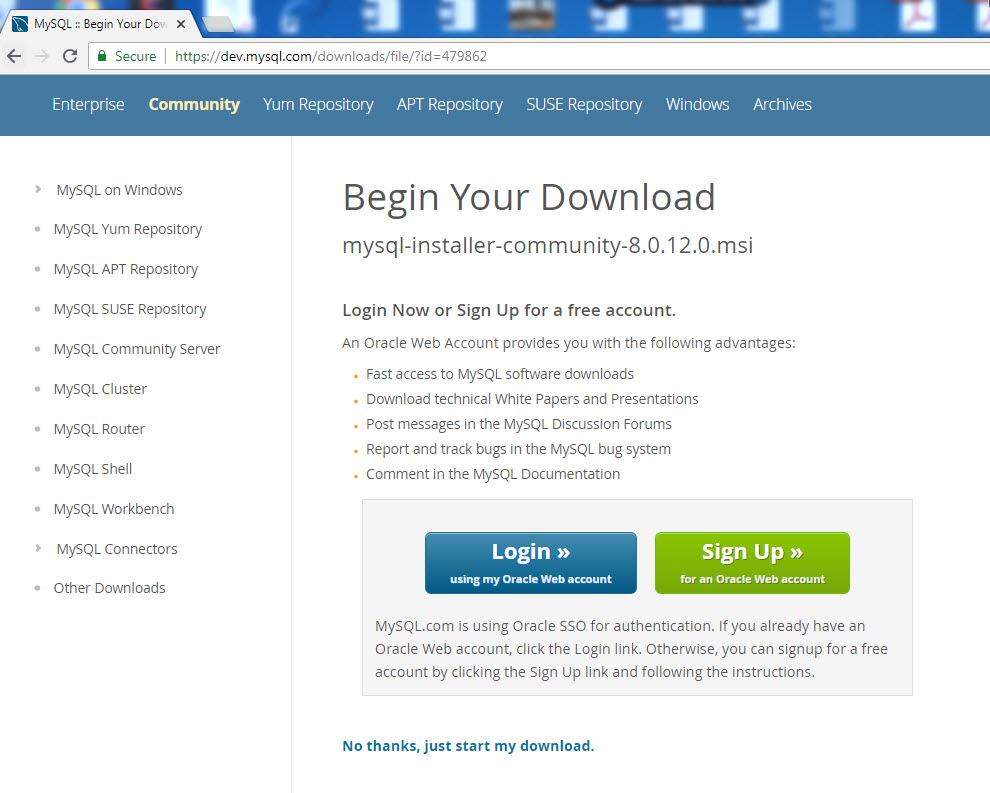 MySQL :: Begin Your Dow
Secure https://dev.mysql.com/downloads/file/?id=479862
Enterprise Community Yum Repository APT Repository SUSE Repository Windows Archives
MySQL on Windows
MySQL Yum Repository
MySQL APT Repository
MySQL SUSE Repository
MySQL Community Server
MySQL Cluster
MySQL Router
MySQL Shell
MySQL Workbench
MySQL Connectors
Other Downloads
Begin Your Download
mysql-installer-community-8.0.12.0.msi
Login Now or Sign Up for a free account.
An Oracle Web Account provides you with the following advantages:
Fast access to MySQL software downloads
Download technical White Papers and Presentations
Post messages in the MySQL Discussion Forums
Report and track bugs in the MySQL bug system
Comment in the MySQL Documentation
Login »
using my Oracle Web account
Sign Up »
for an Oracle Web account
MySQL.com is using Oracle SSO for authentication. If you already have an
Oracle Web account, click the Login link. Otherwise, you can signup for a free
account by clicking the Sign Up link and following the instructions.
No thanks, just start my download.